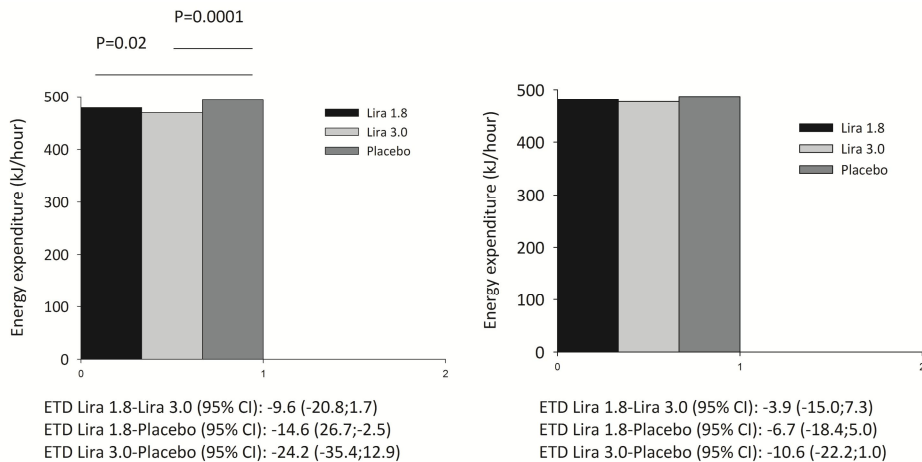 P=0.0001
P=0.02
Energy expenditure (kJ/hour)
500
400
300
200
100
0
0
1
2
Lira 1.8
Lira 3.0
Placebo
ETD Lira 1.8-Lira 3.0 (95% CI): -9.6 (-20.8;1.7)
ETD Lira 1.8-Placebo (95% CI): -14.6 (26.7;-2.5)
ETD Lira 3.0-Placebo (95% CI): -24.2 (-35.4;12.9)
Energy expenditure (kJ/hour)
500
400
300
200
100
0
0
1
2
Lira 1.8
Lira 3.0
Placebo
ETD Lira 1.8-Lira 3.0 (95% CI): -3.9 (-15.0;7.3)
ETD Lira 1.8-Placebo (95% CI): -6.7 (-18.4;5.0)
ETD Lira 3.0-Placebo (95% CI): -10.6 (-22.2;1.0)